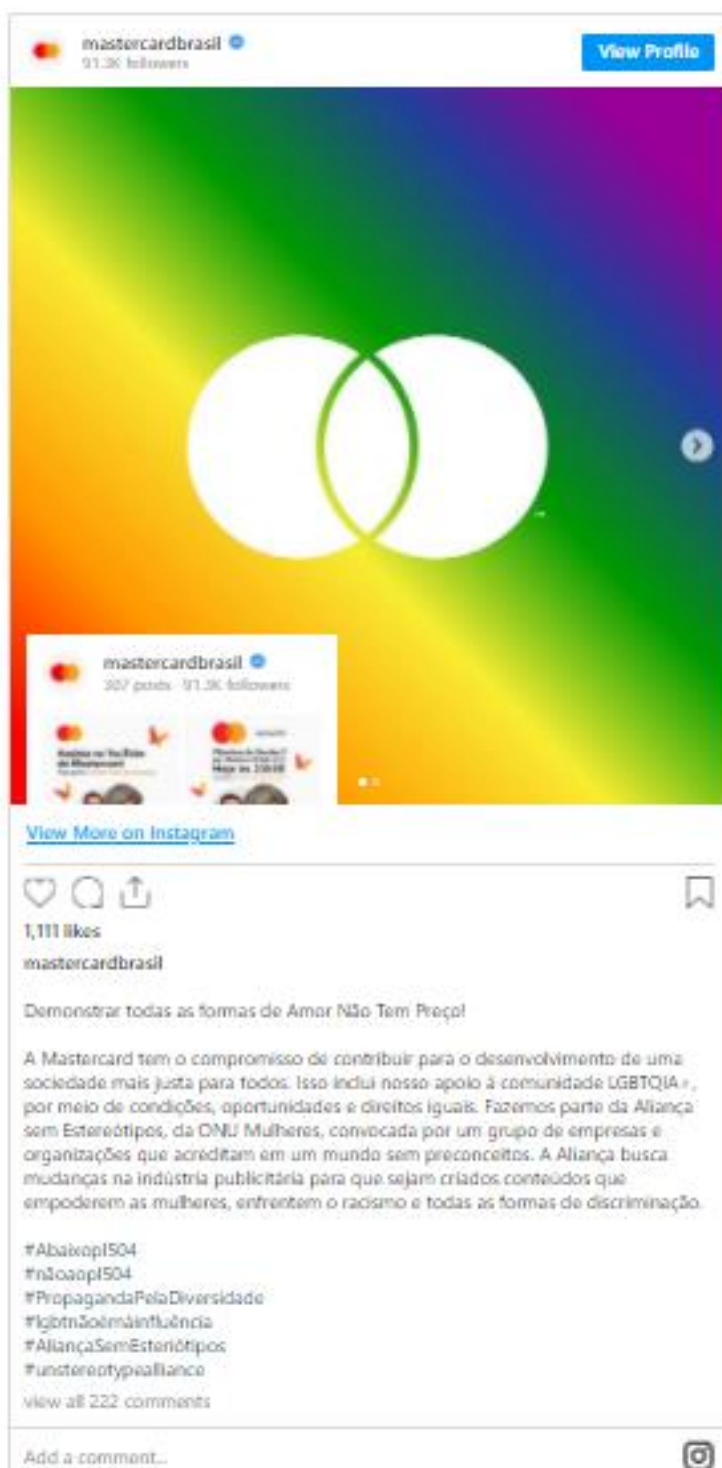 mastercardbrasil
91.3K followers
View Profile
mastercardbrasil
307 posts · 91.3K followers
View More on Instagram
1,111 likes
mastercardbrasil
Demonstrar todas as formas de Amor Não Tem Preço!
A Mastercard tem o compromisso de contribuir para o desenvolvimento de uma
sociedade mais justa para todos. Isso inclui nosso apoio à comunidade LGBTQIA+,
por meio de condições, oportunidades e direitos iguais. Fazemos parte da Aliança
sem Estereótipos, da ONU Mulheres, convocada por um grupo de empresas e
organizações que acreditam em um mundo sem preconceitos. A Aliança busca
mudanças na indústria publicitária para que sejam criados conteúdos que
empoderem as mulheres, enfrentem o racismo e todas as formas de discriminação.
#Abaixopl504
#nãoaopl504
#PropagandaPelaDiversidade
#lgbtnãoémáinfluência
#AliançaSemEsteriótipos
#unstereotypealliance
view all 222 comments
Add a comment...